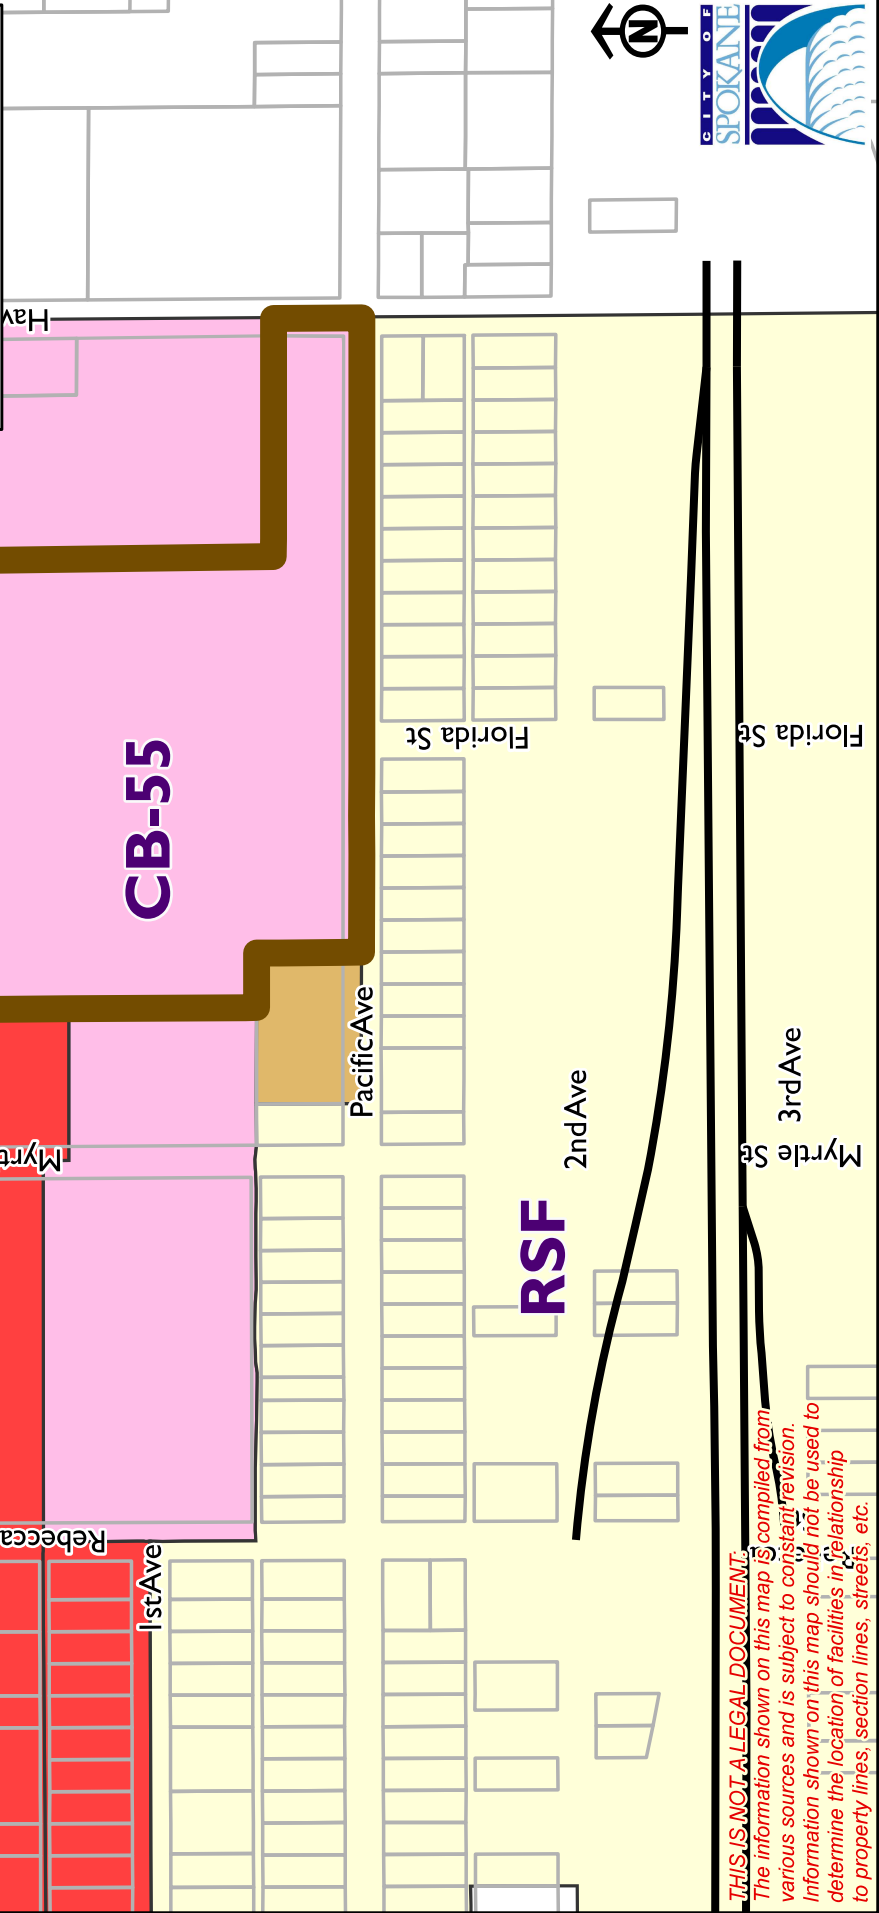 N
CITY OF
SPOKANE
Hav
CB-55
Florida St
Florida St
Pacific Ave
2nd Ave
3rd Ave
Myrt
Myrtle St
RSF
Rebecca
1st Ave
THIS IS NOT A LEGAL DOCUMENT:
The information shown on this map is compiled from
various sources and is subject to constant revision.
Information shown on this map should not be used to
determine the location of facilities in relationship
to property lines, section lines, streets, etc.